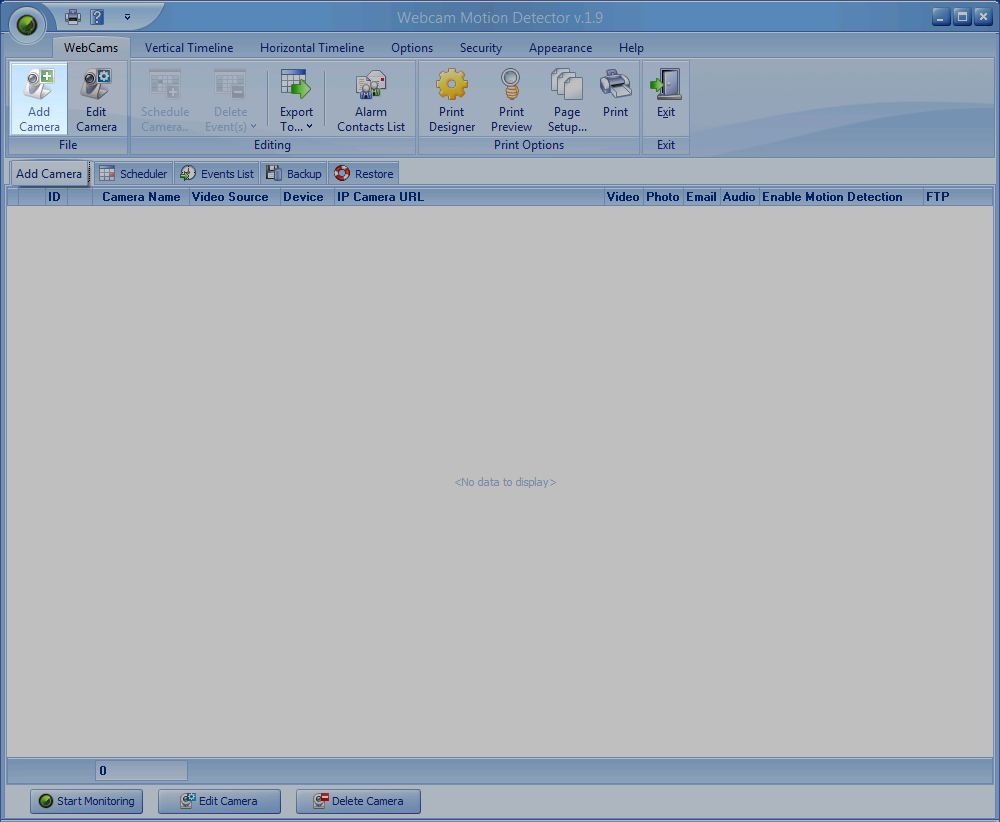 Webcam Motion Detector v.1.9
WebCams Vertical Timeline Horizontal Timeline Options Security Appearance Help
Add Camera
Edit Camera
Schedule Camera..
Delete Event(s)
Export To...
Alarm Contacts List
Print Designer
Print Preview
Page Setup...
Print
Exit
File Editing Print Options Exit
Add Camera Scheduler Events List Backup Restore
ID Camera Name Video Source Device IP Camera URL Video Photo Email Audio Enable Motion Detection FTP
<No data to display>
0
Start Monitoring Edit Camera Delete Camera